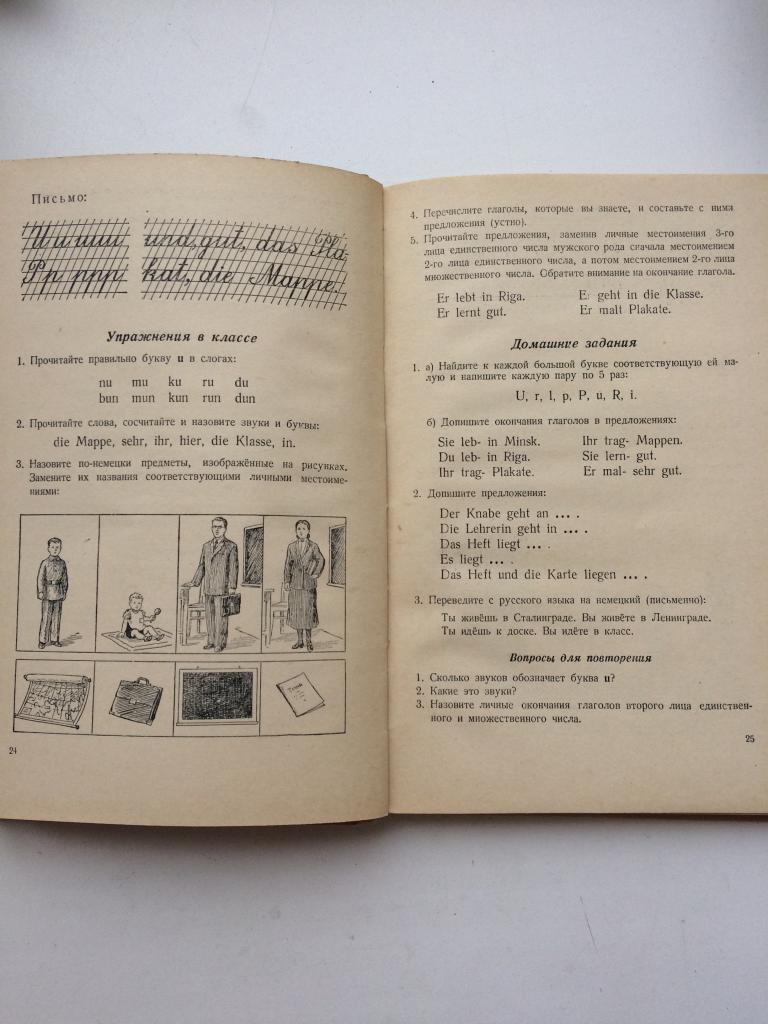 Письмо:
U u uuu und, gut, das Pla-
P p ppp kat, die Mappe.
Упражнения в классе
1. Прочитайте правильно букву u в слогах:
nu mu ku ru du
bun mun kun run dun
2. Прочитайте слова, сосчитайте и назовите звуки и буквы:
die Mappe, sehr, ihr, hier, die Klasse, in.
3. Назовите по-немецки предметы, изображённые на рисунках.
Замените их названия соответствующими личными местоиме-
ниями:
24
4. Перечислите глаголы, которые вы знаете, и составьте с ними
предложения (устно).
5. Прочитайте предложения, заменив личные местоимения 3-го
лица единственного числа мужского рода сначала местоимением
2-го лица единственного числа, а потом местоимением 2-го лица
множественного числа. Обратите внимание на окончание глагола.
Er lebt in Riga. Er geht in die Klasse.
Er lernt gut. Er malt Plakate.
Домашние задания
1. а) Найдите к каждой большой букве соответствующую ей ма-
лую и напишите каждую пару по 5 раз:
U, r, l, p, P, u, R, i.
б) Допишите окончания глаголов в предложениях:
Sie leb- in Minsk. Ihr trag- Mappen.
Du leb- in Riga. Sie lern- gut.
Ihr trag- Plakate. Er mal- sehr gut.
2. Допишите предложения:
Der Knabe geht an ... .
Die Lehrerin geht in ... .
Das Heft liegt ... .
Es liegt ... .
Das Heft und die Karte liegen ... .
3. Переведите с русского языка на немецкий (письменно):
Ты живёшь в Сталинграде. Вы живёте в Ленинграде.
Ты идёшь к доске. Вы идёте в класс.
Вопросы для повторения
1. Сколько звуков обозначает буква u?
2. Какие это звуки?
3. Назовите личные окончания глаголов второго лица единствен-
ного и множественного числа.
25